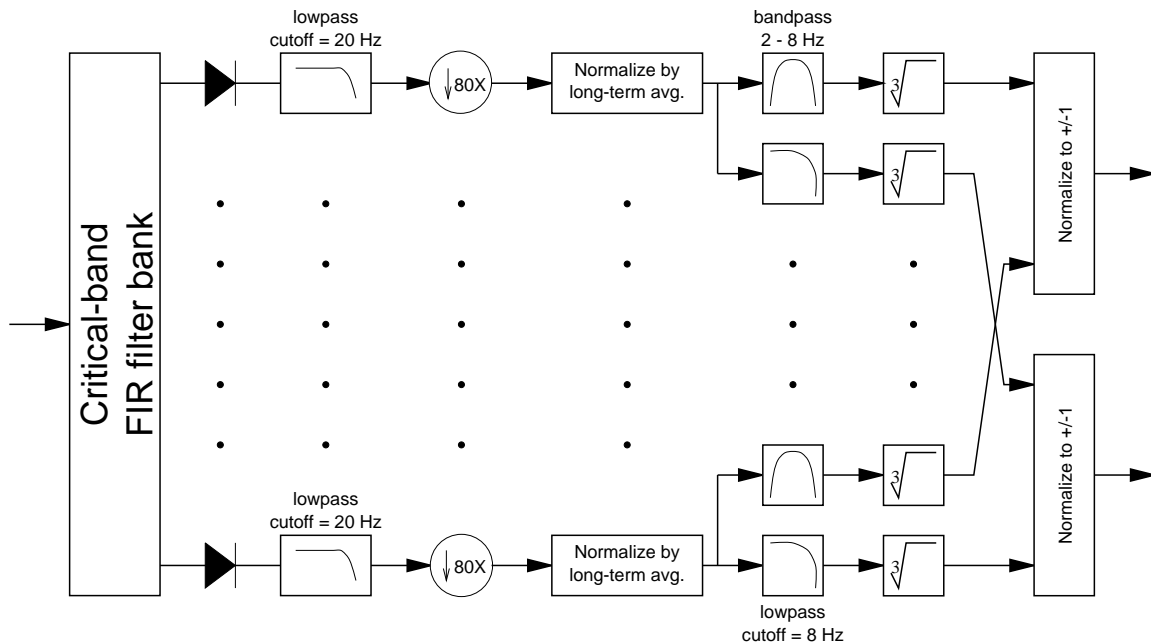 lowpass
cutoff = 20 Hz
bandpass
2 - 8 Hz
80X
Normalize by
long-term avg.
3
3
Normalize to +/-1
Critical-band
FIR filter bank
3
lowpass
cutoff = 20 Hz
80X
Normalize by
long-term avg.
3
Normalize to +/-1
lowpass
cutoff = 8 Hz